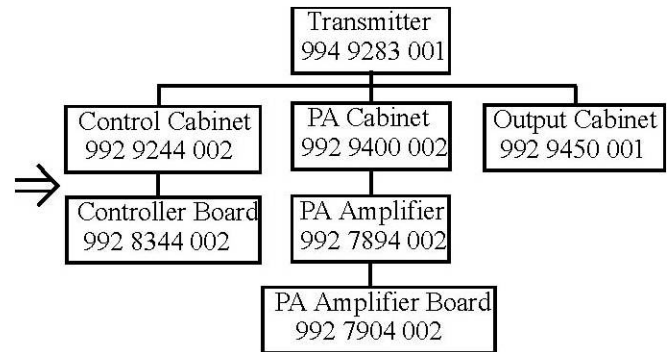 Transmitter
994 9283 001
Control Cabinet
992 9244 002
PA Cabinet
992 9400 002
Output Cabinet
992 9450 001
Controller Board
992 8344 002
PA Amplifier
992 7894 002
PA Amplifier Board
992 7904 002